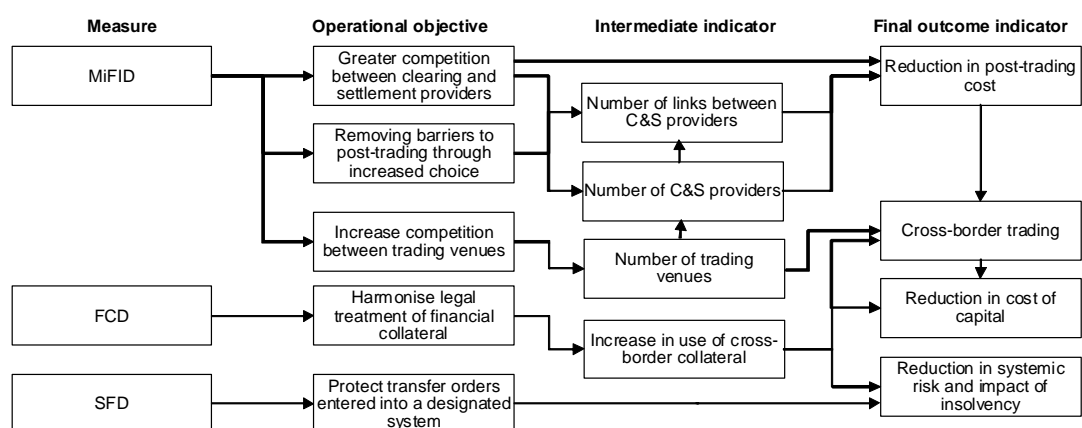 Measure
Operational objective
Intermediate indicator
Final outcome indicator
MiFID
Greater competition
between clearing and
settlement providers
Reduction in post-trading
cost
Number of links between
C&S providers
Removing barriers to
post-trading through
increased choice
Number of C&S providers
Increase competition
between trading venues
Cross-border trading
Number of trading
venues
FCD
Harmonise legal
treatment of financial
collateral
Reduction in cost of
capital
Increase in use of cross-
border collateral
Reduction in systemic
risk and impact of
insolvency
SFD
Protect transfer orders
entered into a designated
system